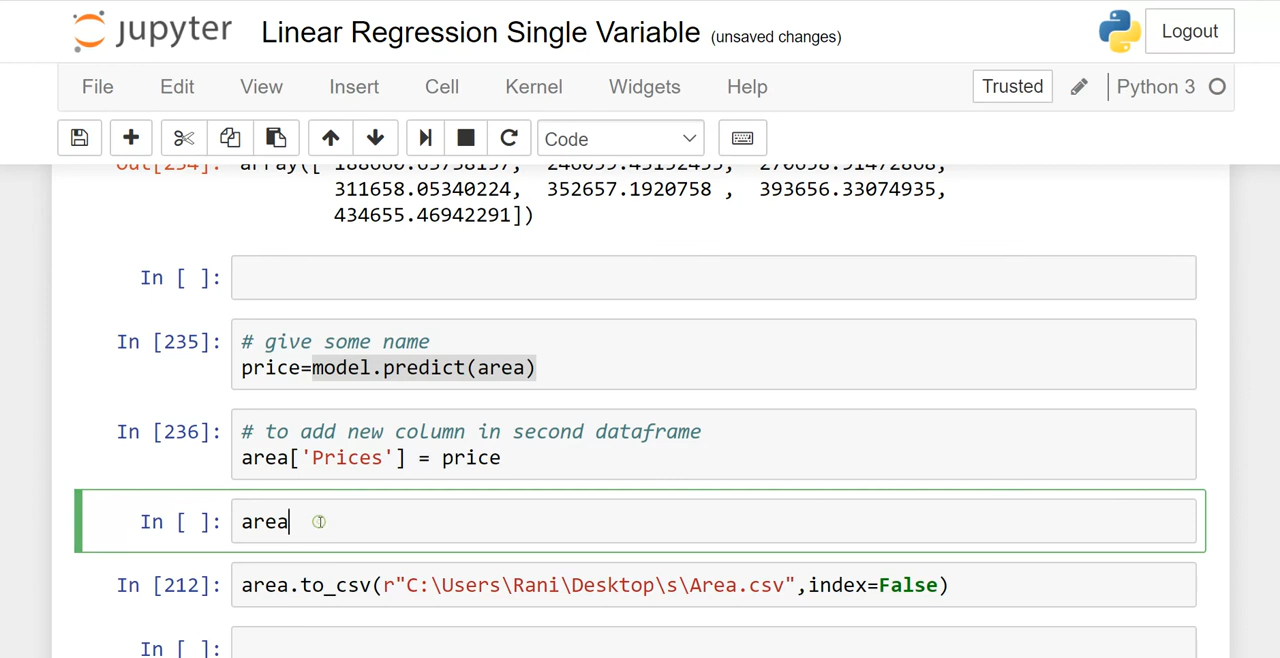 jupyter Linear Regression Single Variable (unsaved changes) Logout
File Edit View Insert Cell Kernel Widgets Help Trusted Python 3
Code
array([
311658.05340224, 352657.1920758 , 393656.33074935,
434655.46942291])
In [ ]:
In [235]: # give some name
price=model.predict(area)
In [236]: # to add new column in second dataframe
area['Prices'] = price
In [ ]: area
In [212]: area.to_csv(r"C:\Users\Rani\Desktop\s\Area.csv",index=False)
In [ ]: